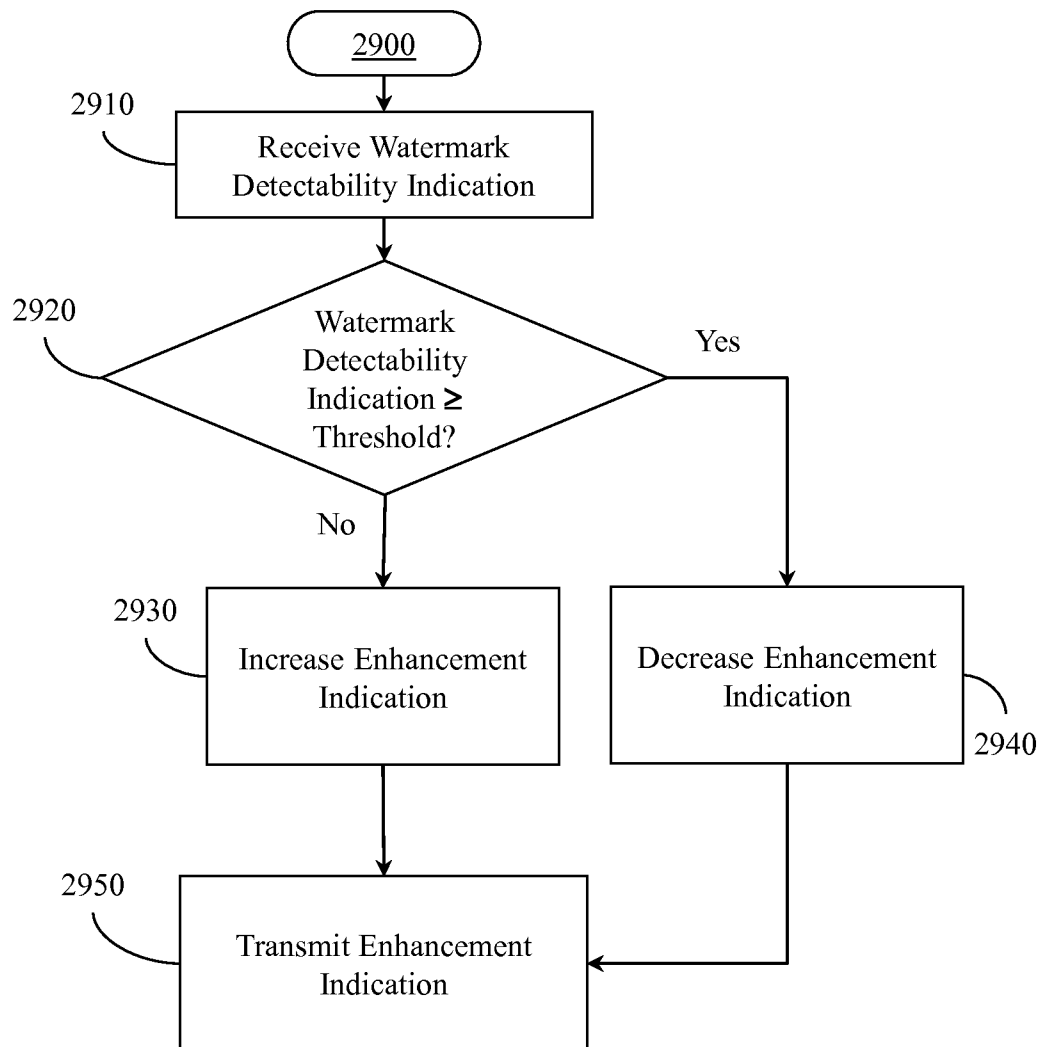 2900
2910
Receive Watermark
Detectability Indication
2920
Watermark
Detectability
Indication ≥
Threshold?
Yes
No
2930
Increase Enhancement
Indication
Decrease Enhancement
Indication
2940
2950
Transmit Enhancement
Indication